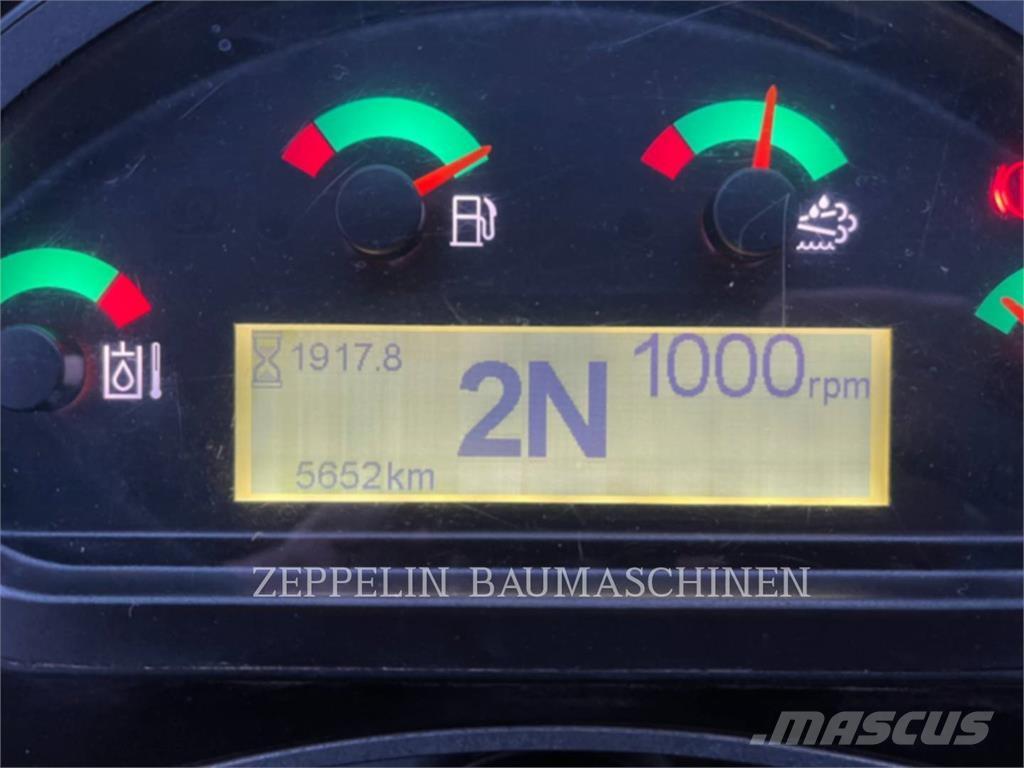 1917.8
2N
1000rpm
5652km
ZEPPELIN BAUMASCHINEN
MASCUS